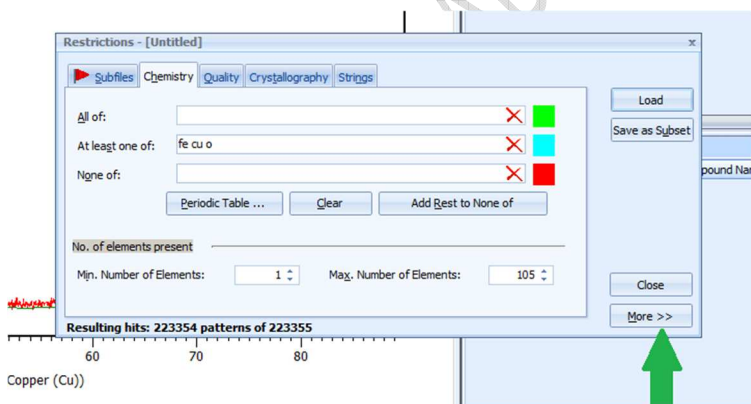 Restrictions - [Untitled]
Subfiles Chemistry Quality Crystallography Strings
All of:
At least one of: fe cu o
None of:
Periodic Table ... Clear Add Rest to None of
No. of elements present
Min. Number of Elements: 1 Max. Number of Elements: 105
Resulting hits: 223354 patterns of 223355
Load
Save as Subset
Close
More >>
pound Nar
60 70 80
Copper (Cu))